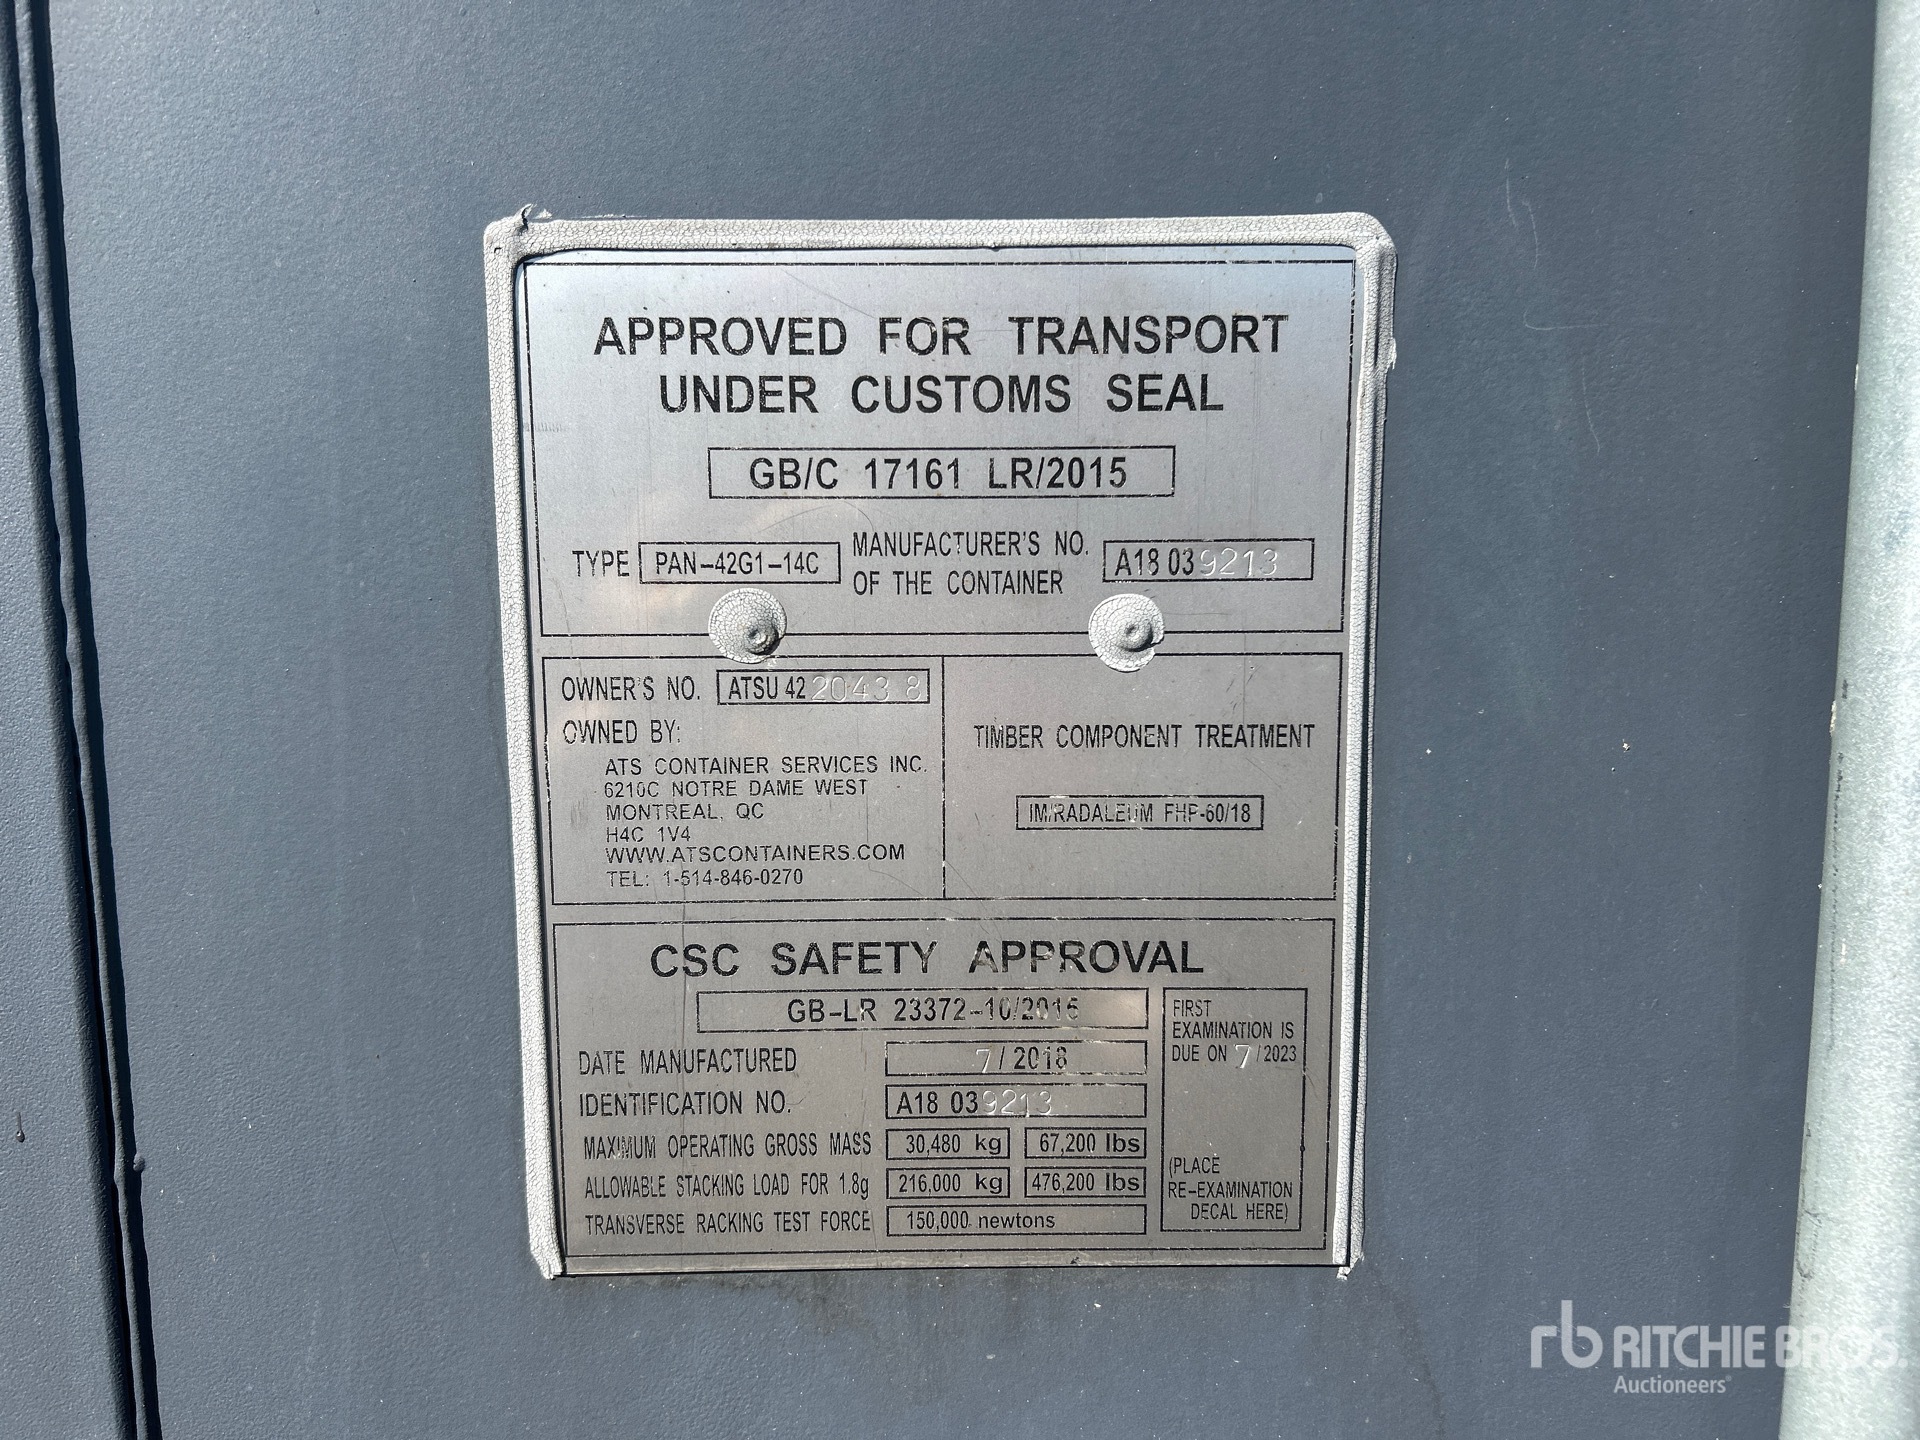 APPROVED FOR TRANSPORT
UNDER CUSTOMS SEAL
GB/C 17161 LR/2015
TYPE PAN-42G1-14C MANUFACTURER'S NO. OF THE CONTAINER A18 039213
OWNER'S NO. ATSU 42 2043 8
OWNED BY:
ATS CONTAINER SERVICES INC.
6210C NOTRE DAME WEST
MONTREAL, QC
H4C 1V4
WWW.ATSCONTAINERS.COM
TEL: 1-514-846-0270
TIMBER COMPONENT TREATMENT
IM/RADALEUM FHP-60/18
CSC SAFETY APPROVAL
GB-LR 23372-10/2015
DATE MANUFACTURED 7/2018
IDENTIFICATION NO. A18 039213
MAXIMUM OPERATING GROSS MASS 30,480 kg 67,200 lbs
ALLOWABLE STACKING LOAD FOR 1.8g 216,000 kg 476,200 lbs
TRANSVERSE RACKING TEST FORCE 150,000 newtons
FIRST
EXAMINATION IS
DUE ON 7/2023
(PLACE
RE-EXAMINATION
DECAL HERE)
rb RITCHIE BROS.
Auctioneers